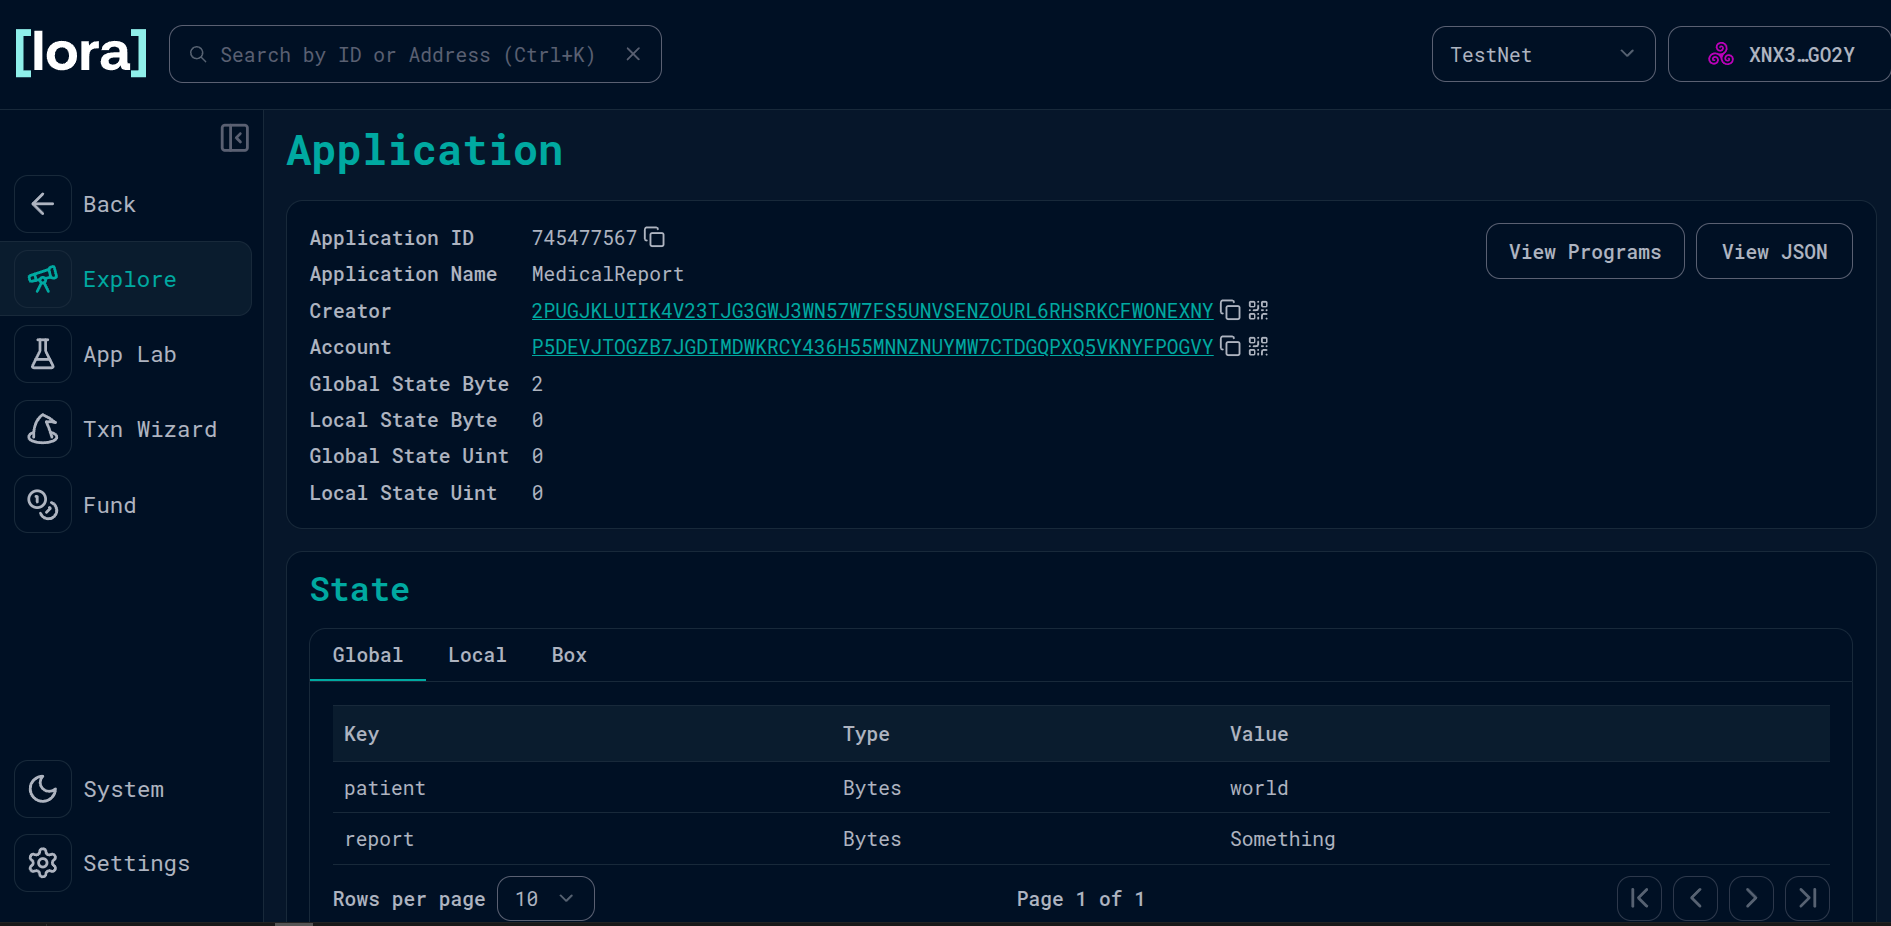 [lora]
Search by ID or Address (Ctrl+K)
TestNet
XNX3…GO2Y
Back
Explore
App Lab
Txn Wizard
Fund
System
Settings
Application
Application ID 745477567
Application Name MedicalReport
Creator 2PUGJKLUIIK4V23TJG3GWJ3WN57W7FS5UNVSENZOURL6RHSRKCFWONEXNY
Account P5DEVJTOGZB7JGDIMDWKRCY436H55MNNZNUYMW7CTDGQPXQ5VKNYFPOGVY
Global State Byte 2
Local State Byte 0
Global State Uint 0
Local State Uint 0
View Programs
View JSON
State
Global Local Box
Key Type Value
patient Bytes world
report Bytes Something
Rows per page 10
Page 1 of 1